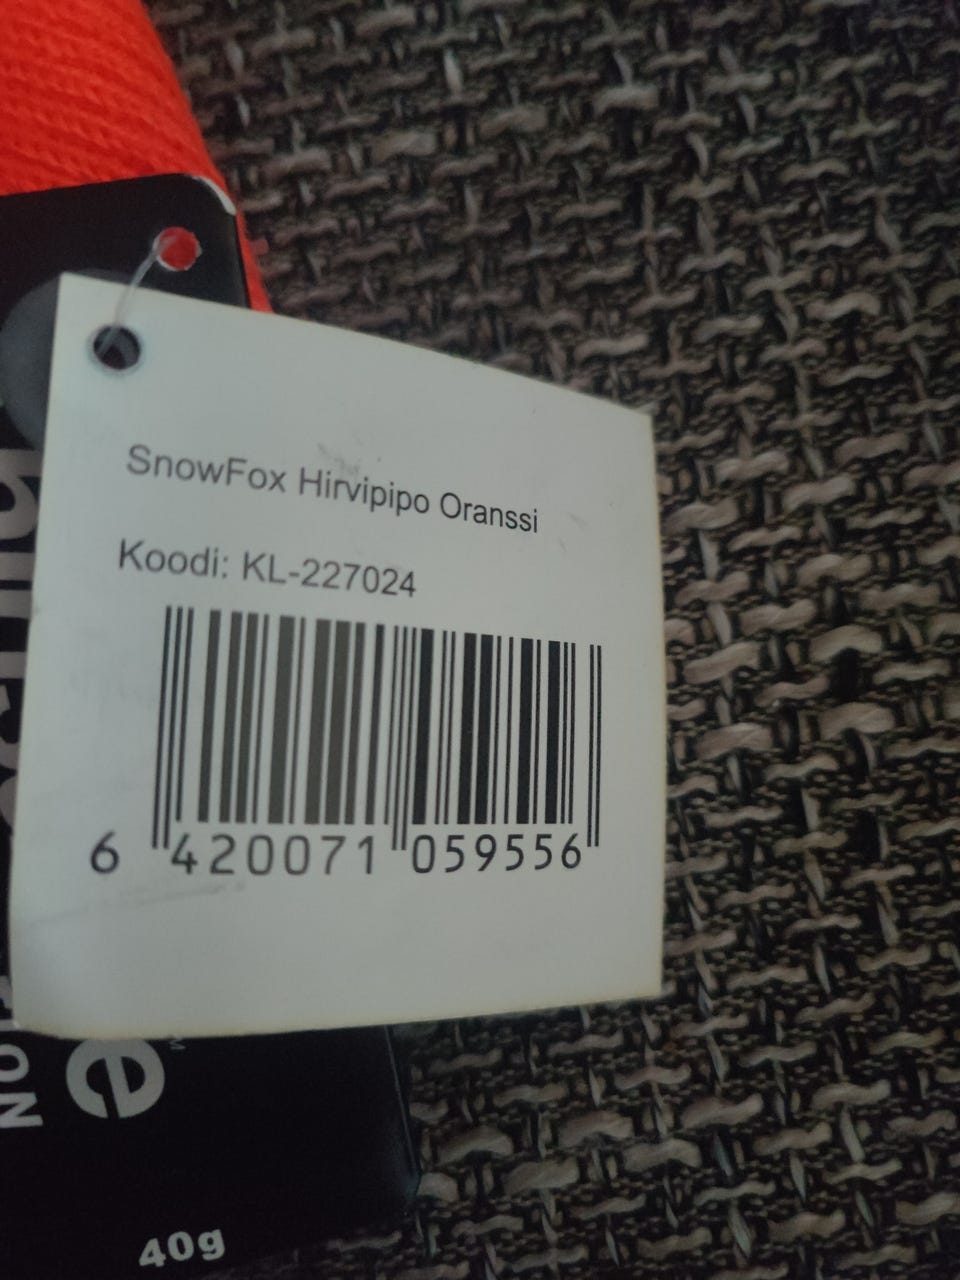 SnowFox Hirvipipo Oranssi
Koodi: KL-227024
6 420071 059556
40g